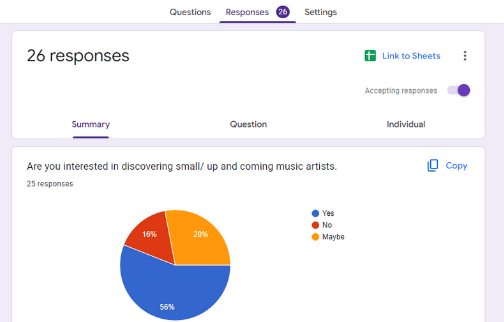 Questions Responses 26 Settings
26 responses
Link to Sheets
Accepting responses
Summary Question Individual
Are you interested in discovering small/ up and coming music artists.
Copy
25 responses
Yes
No
Maybe
16%
28%
56%